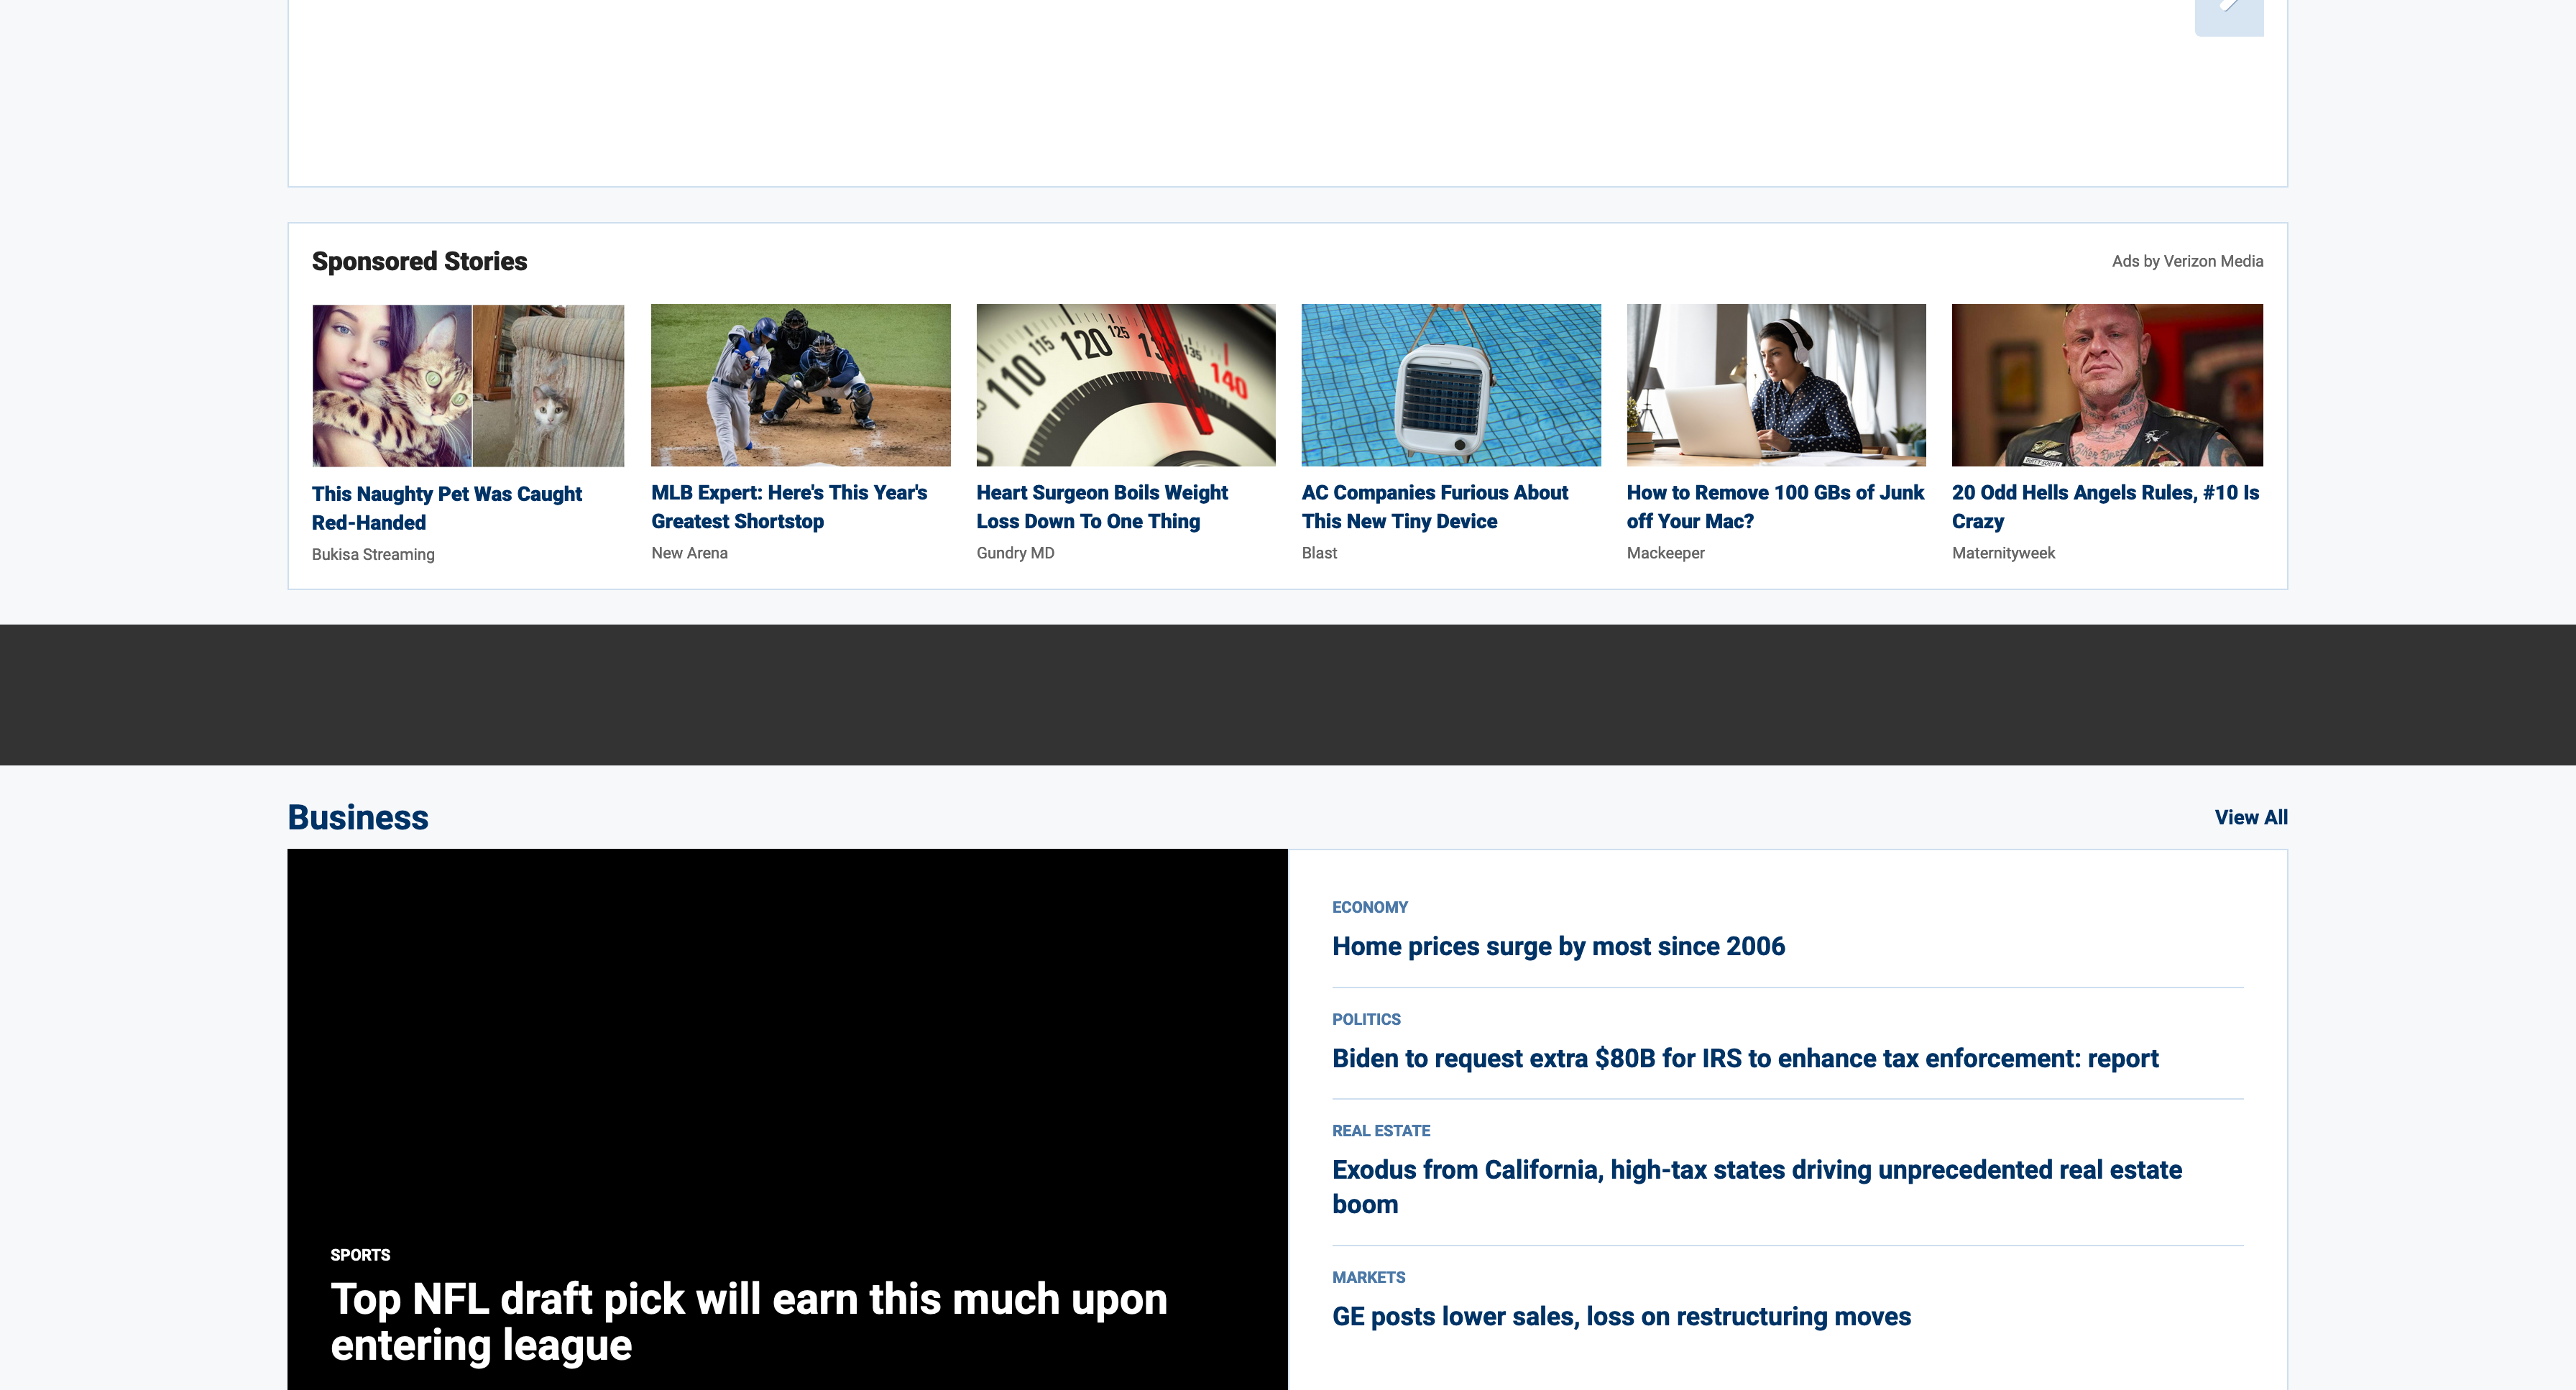 Sponsored Stories
Ads by Verizon Media
This Naughty Pet Was Caught
Red-Handed
Bukisa Streaming
MLB Expert: Here's This Year's
Greatest Shortstop
New Arena
110
115
120
125
135
140
Heart Surgeon Boils Weight
Loss Down To One Thing
Gundry MD
AC Companies Furious About
This New Tiny Device
Blast
How to Remove 100 GBs of Junk
off Your Mac?
Mackeeper
20 Odd Hells Angels Rules, #10 Is
Crazy
Maternityweek
Business
View All
SPORTS
Top NFL draft pick will earn this much upon
entering league
ECONOMY
Home prices surge by most since 2006
POLITICS
Biden to request extra $80B for IRS to enhance tax enforcement: report
REAL ESTATE
Exodus from California, high-tax states driving unprecedented real estate
boom
MARKETS
GE posts lower sales, loss on restructuring moves